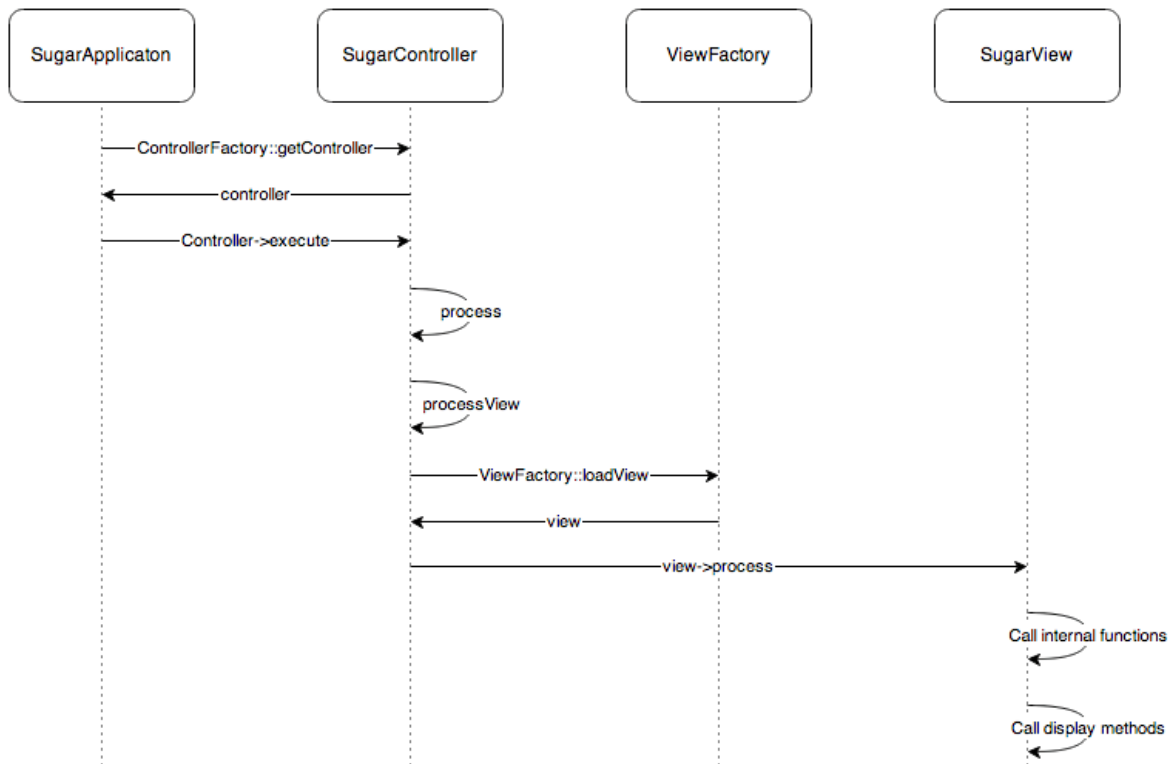 SugarApplicaton
SugarController
ViewFactory
SugarView
ControllerFactory::getController
controller
Controller->execute
process
processView
ViewFactory::loadView
view
view->process
Call internal functions
Call display methods